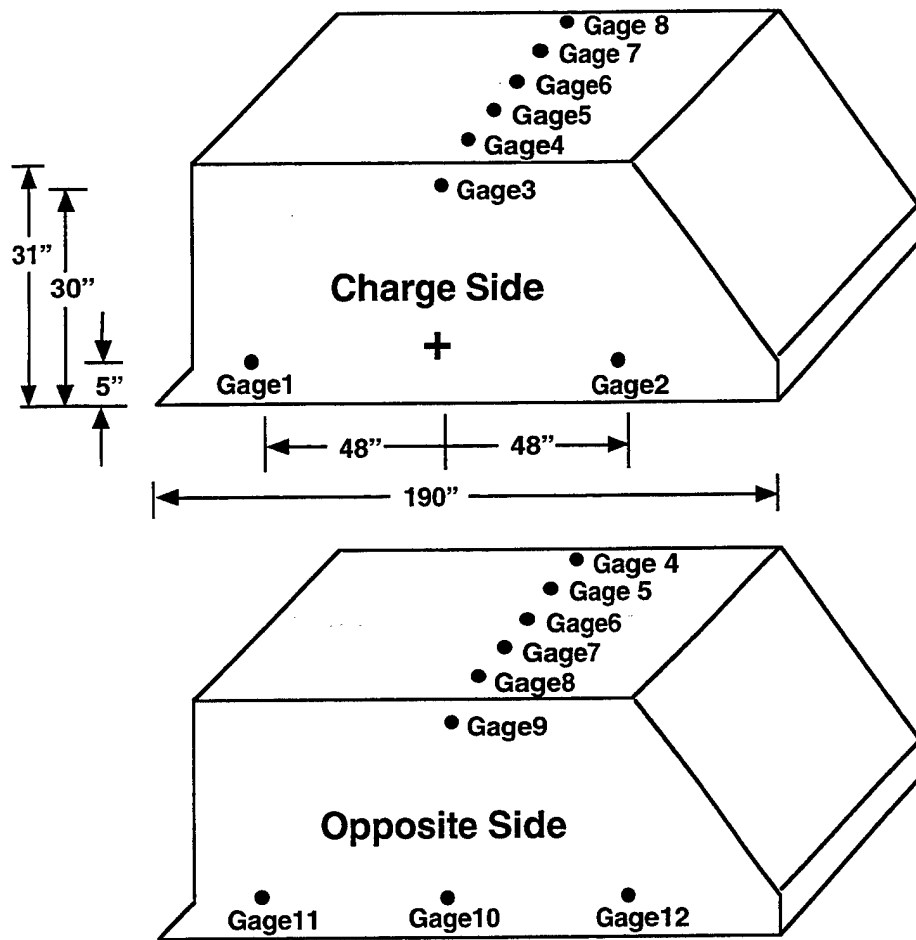 Gage 8
Gage 7
Gage6
Gage5
Gage4
Gage3
31”
30”
Charge Side
+
5”
Gage1
Gage2
48”
48”
190”
Gage 4
Gage 5
Gage6
Gage7
Gage8
Gage9
Opposite Side
Gage11
Gage10
Gage12